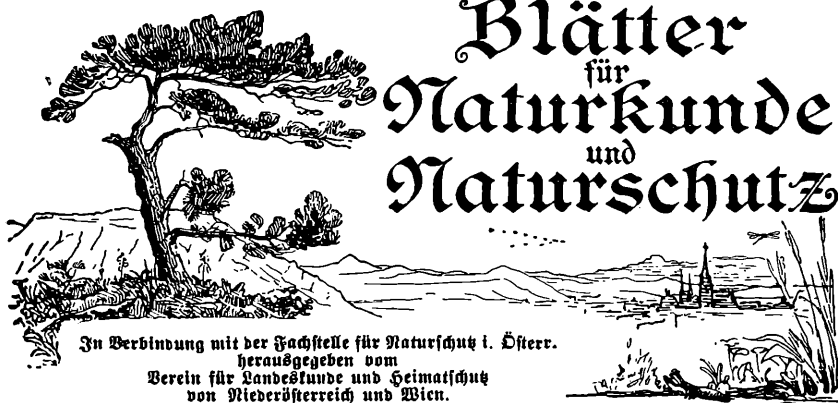 Blätter
für
Naturkunde
und
Naturschutz
In Verbindung mit der Fachstelle für Naturschutz i. Österr.
herausgegeben vom
Verein für Landeskunde und Heimatschutz
von Niederösterreich und Wien.